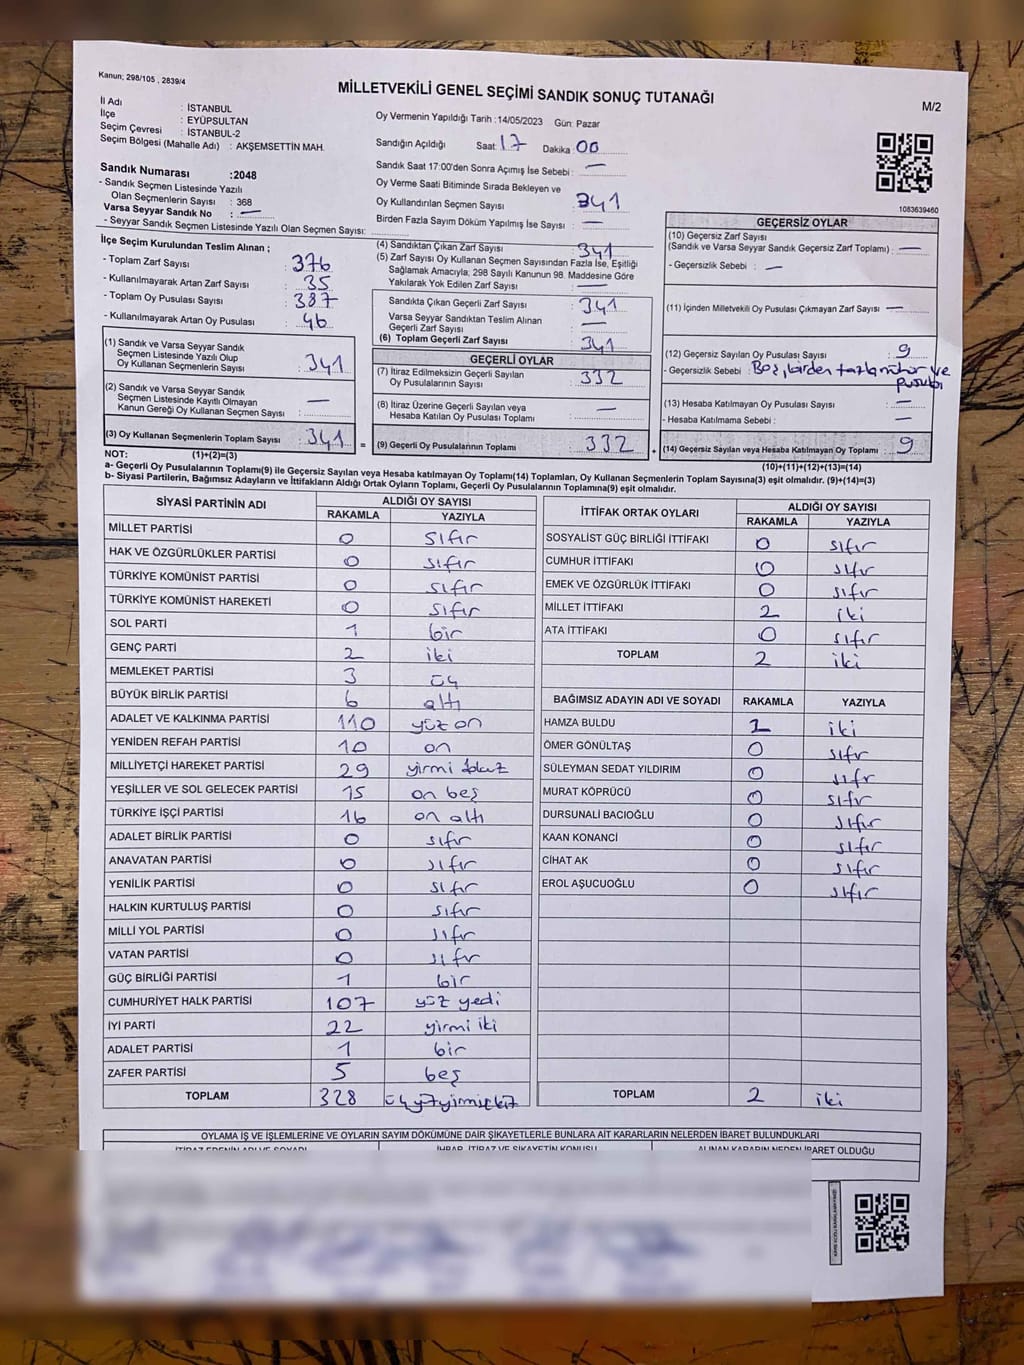 Kanun; 298/105 , 2839/4
MİLLETVEKİLİ GENEL SEÇİMİ SANDIK SONUÇ TUTANAĞI
M/2
İl Adı : İSTANBUL
İlçe : EYÜPSULTAN
Seçim Çevresi : İSTANBUL-2
Seçim Bölgesi (Mahalle Adı) : AKŞEMSETTİN MAH.
Sandık Numarası :2048
- Sandık Seçmen Listesinde Yazılı
Olan Seçmenlerin Sayısı : 368
Varsa Seyyar Sandık No : —
- Seyyar Sandık Seçmen Listesinde Yazılı Olan Seçmen Sayısı:
Oy Vermenin Yapıldığı Tarih :14/05/2023 Gün: Pazar
Sandığın Açıldığı Saat: 17 Dakika: 00
Sandık Saat 17:00'den Sonra Açımış İse Sebebi : —
Oy Verme Saati Bitiminde Sırada Bekleyen ve
Oy Kullandırılan Seçmen Sayısı : 341
Birden Fazla Sayım Döküm Yapılmış İse Sayısı : —
1083639460
İlçe Seçim Kurulundan Teslim Alınan ;
- Toplam Zarf Sayısı : 376
- Kullanılmayarak Artan Zarf Sayısı : 35
- Toplam Oy Pusulası Sayısı : 387
- Kullanılmayarak Artan Oy Pusulası : 46
(1) Sandık ve Varsa Seyyar Sandık
Seçmen Listesinde Yazılı Olup
Oy Kullanan Seçmenlerin Sayısı : 341
(2) Sandık ve Varsa Seyyar Sandık
Seçmen Listesinde Kayıtlı Olmayan
Kanun Gereği Oy Kullanan Seçmen Sayısı : —
(3) Oy Kullanan Seçmenlerin Toplam Sayısı : 341
(4) Sandıktan Çıkan Zarf Sayısı : 341
(5) Zarf Sayısı Oy Kullanan Seçmen Sayısından Fazla İse, Eşitliği
Sağlamak Amacıyla; 298 Sayılı Kanunun 98. Maddesine Göre
Yakılarak Yok Edilen Zarf Sayısı : —
Sandıkta Çıkan Geçerli Zarf Sayısı : 341
Varsa Seyyar Sandıktan Teslim Alınan
Geçerli Zarf Sayısı : —
(6) Toplam Geçerli Zarf Sayısı : 341
GEÇERLİ OYLAR
(7) İtiraz Edilmeksizin Geçerli Sayılan
Oy Pusulalarının Sayısı : 332
(8) İtiraz Üzerine Geçerli Sayılan veya
Hesaba Katılan Oy Pusulası Toplamı : —
= (9) Geçerli Oy Pusulalarının Toplamı : 332
GEÇERSİZ OYLAR
(10) Geçersiz Zarf Sayısı
(Sandık ve Varsa Seyyar Sandık Geçersiz Zarf Toplamı) : —
- Geçersizlik Sebebi : —
(11) İçinden Milletvekili Oy Pusulası Çıkmayan Zarf Sayısı : —
(12) Geçersiz Sayılan Oy Pusulası Sayısı : 9
- Geçersizlik Sebebi :
(13) Hesaba Katılmayan Oy Pusulası Sayısı : —
- Hesaba Katılmama Sebebi : —
+ (14) Geçersiz Sayılan veya Hesaba Katılmayan Oy Toplamı : 9
NOT: (1)+(2)=(3)
(10)+(11)+(12)+(13)=(14)
a- Geçerli Oy Pusulalarının Toplamı(9) ile Geçersiz Sayılan veya Hesaba katılmayan Oy Toplamı(14) Toplamları, Oy Kullanan Seçmenlerin Toplam Sayısına(3) eşit olmalıdır. (9)+(14)=(3)
b- Siyasi Partilerin, Bağımsız Adayların ve İttifakların Aldığı Ortak Oyların Toplamı, Geçerli Oy Pusulalarının Toplamına(9) eşit olmalıdır.
SİYASİ PARTİNİN ADI ALDIĞI OY SAYISI
RAKAMLA YAZIYLA
MİLLET PARTİSİ 0 sıfır
HAK VE ÖZGÜRLÜKLER PARTİSİ 0 sıfır
TÜRKİYE KOMÜNİST PARTİSİ 0 sıfır
TÜRKİYE KOMÜNİST HAREKETİ 0 sıfır
SOL PARTİ 1 bir
GENÇ PARTİ 2 iki
MEMLEKET PARTİSİ 3 üç
BÜYÜK BİRLİK PARTİSİ 6 altı
ADALET VE KALKINMA PARTİSİ 110 yüz on
YENİDEN REFAH PARTİSİ 10 on
MİLLİYETÇİ HAREKET PARTİSİ 29 yirmi dokuz
YEŞİLLER VE SOL GELECEK PARTİSİ 15 on beş
TÜRKİYE İŞÇİ PARTİSİ 16 on altı
ADALET BİRLİK PARTİSİ 0 sıfır
ANAVATAN PARTİSİ 0 sıfır
YENİLİK PARTİSİ 0 sıfır
HALKIN KURTULUŞ PARTİSİ 0 sıfır
MİLLİ YOL PARTİSİ 0 sıfır
VATAN PARTİSİ 0 sıfır
GÜÇ BİRLİĞİ PARTİSİ 1 bir
CUMHURİYET HALK PARTİSİ 107 yüz yedi
İYİ PARTİ 22 yirmi iki
ADALET PARTİSİ 1 bir
ZAFER PARTİSİ 5 beş
TOPLAM 328
İTTİFAK ORTAK OYLARI ALDIĞI OY SAYISI
RAKAMLA YAZIYLA
SOSYALİST GÜÇ BİRLİĞİ İTTİFAKI 0 sıfır
CUMHUR İTTİFAKI 0 sıfır
EMEK VE ÖZGÜRLÜK İTTİFAKI 0 sıfır
MİLLET İTTİFAKI 2 iki
ATA İTTİFAKI 0 sıfır
TOPLAM 2 iki
BAĞIMSIZ ADAYIN ADI VE SOYADI RAKAMLA YAZIYLA
HAMZA BULDU 2 iki
ÖMER GÖNÜLTAŞ 0 sıfır
SÜLEYMAN SEDAT YILDIRIM 0 sıfır
MURAT KÖPRÜCÜ 0 sıfır
DURSUNALİ BACIOĞLU 0 sıfır
KAAN KONANCİ 0 sıfır
CİHAT AK 0 sıfır
EROL AŞUCUOĞLU 0 sıfır
TOPLAM 2 iki
OYLAMA İŞ VE İŞLEMLERİNE VE OYLARIN SAYIM DÖKÜMÜNE DAİR ŞİKAYETLERLE BUNLARA AİT KARARLARIN NELERDEN İBARET BULUNDUKLARI
İTİRAZ EDENİN ADI VE SOYADI İHBAR, İTİRAZ VE ŞİKAYETİN KONUSU ALINAN KARARIN NEDEN İBARET OLDUĞU